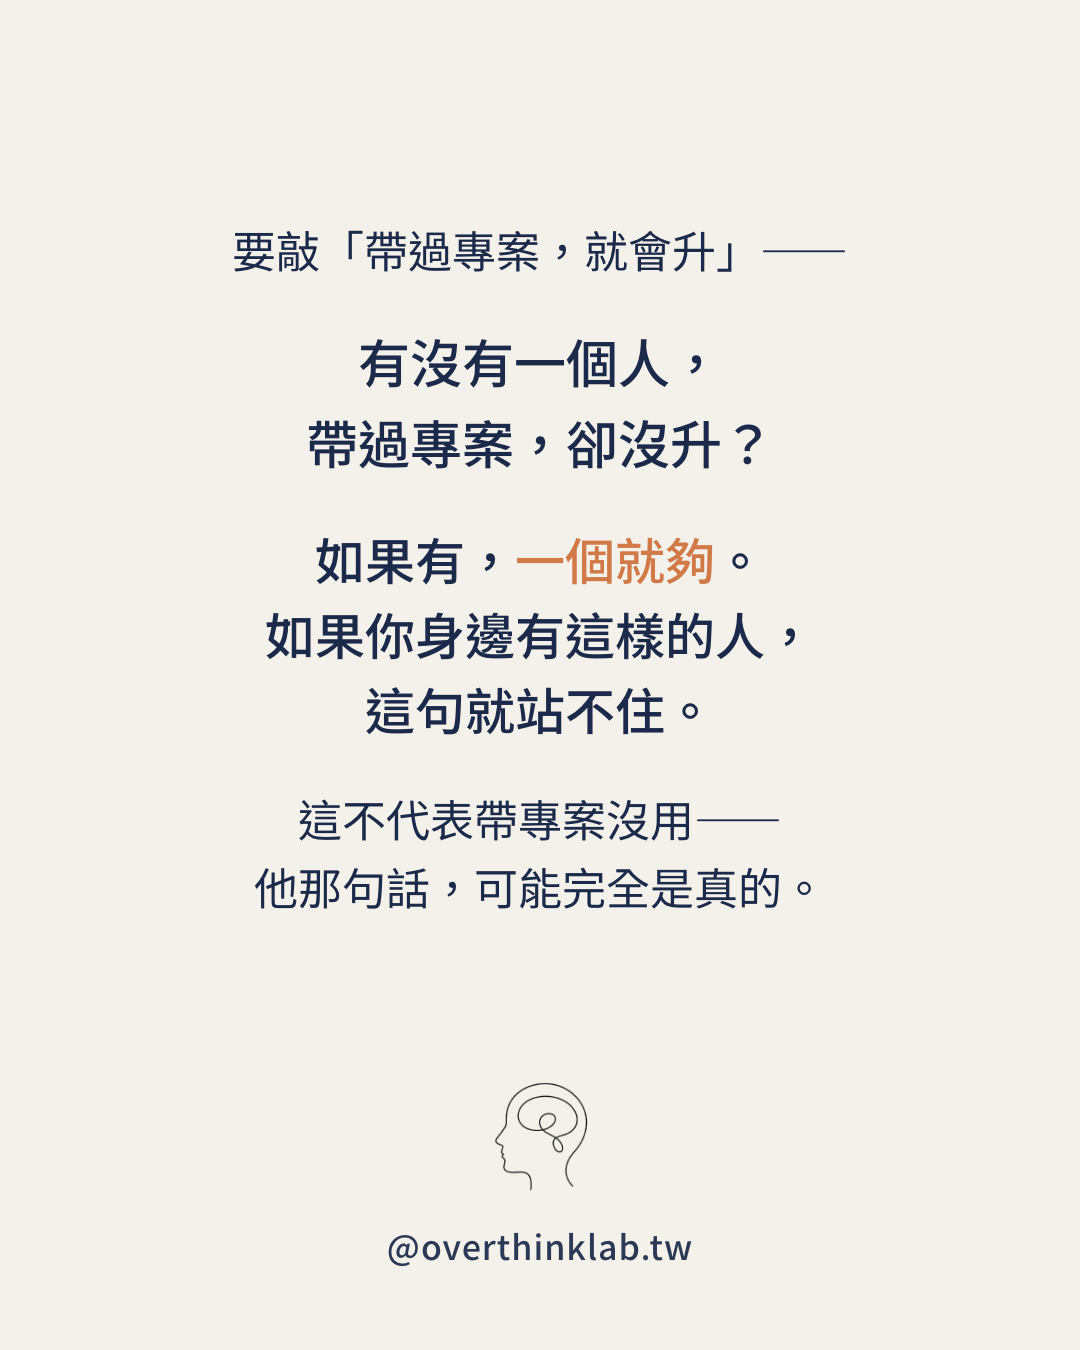 要敲「帶過專案，就會升」——
有沒有一個人，
帶過專案，卻沒升？
如果有，一個就夠。
如果你身邊有這樣的人，
這句就站不住。
這不代表帶專案沒用——
他那句話，可能完全是真的。
@overthinklab.tw